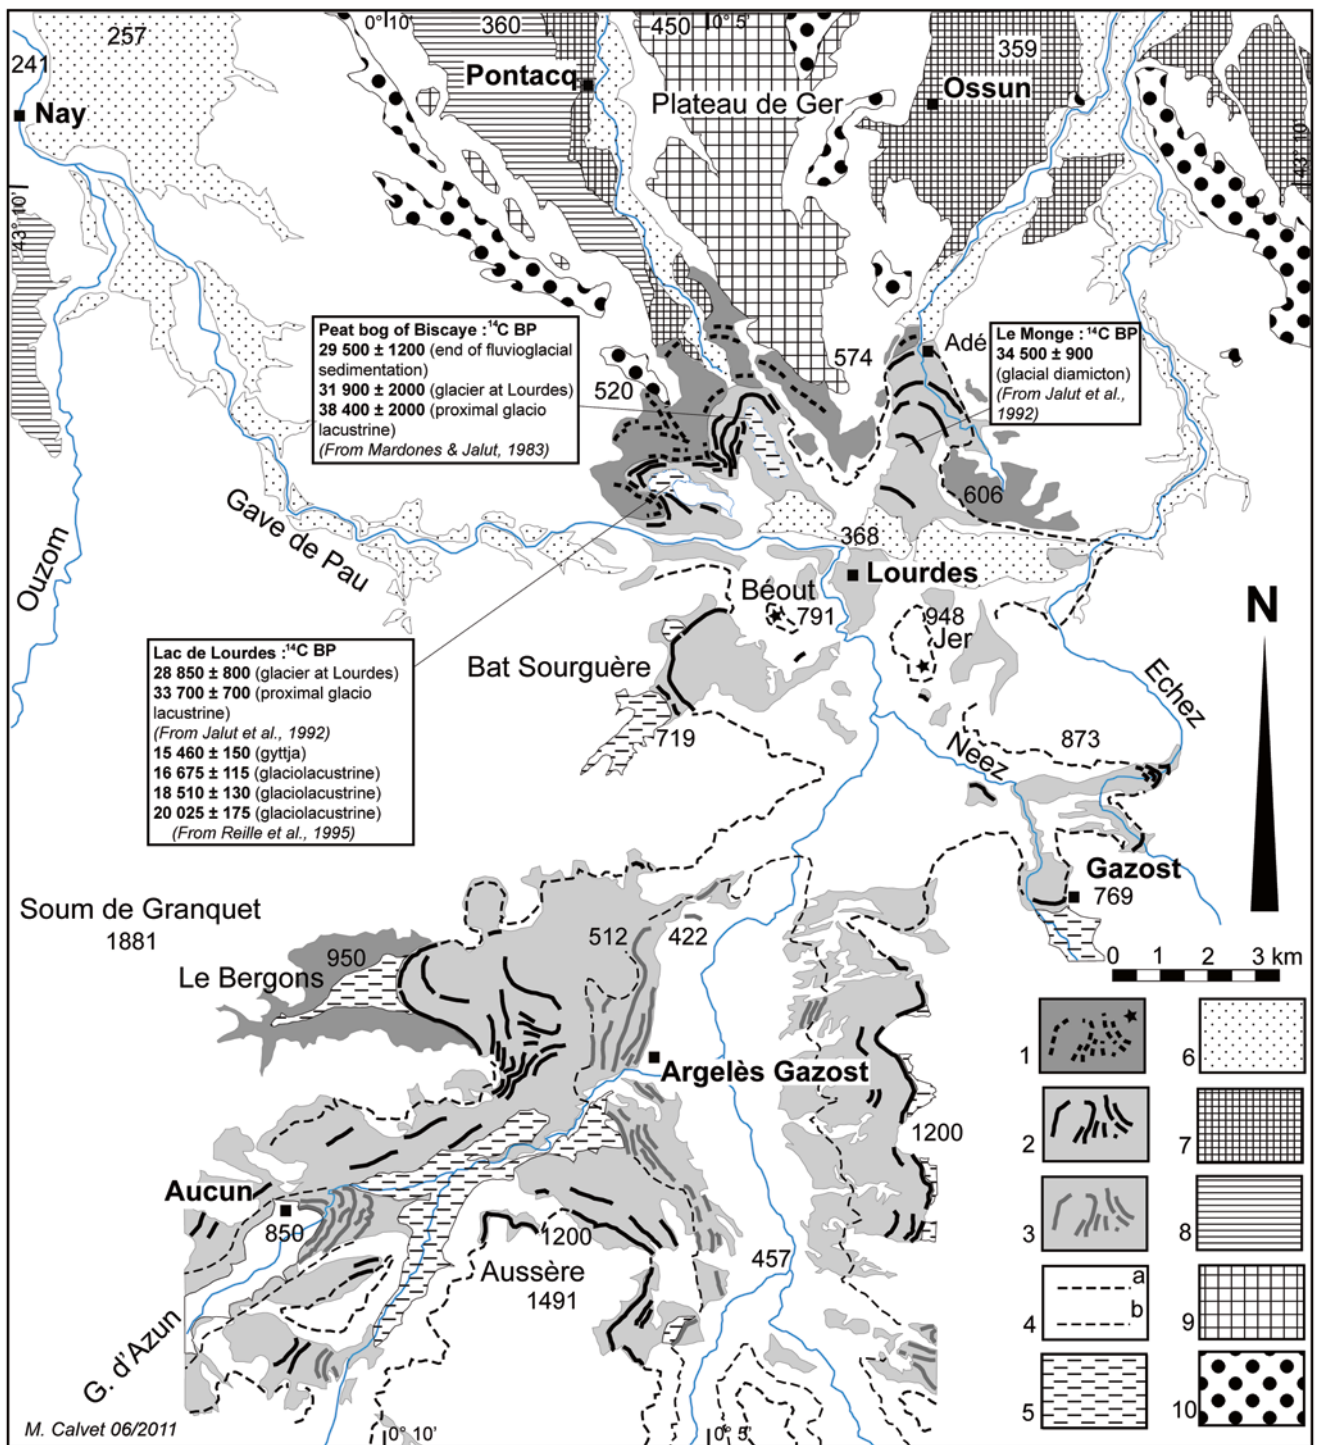 0° 10'
360
450
0° 5'
257
359
241
Pontacq
Ossun
Plateau de Ger
Nay
43° 10'
43° 10'
Peat bog of Biscaye : ¹⁴C BP
29 500 ± 1200 (end of fluvioglacial
sedimentation)
31 900 ± 2000 (glacier at Lourdes)
38 400 ± 2000 (proximal glacio
lacustrine)
(From Mardones & Jalut, 1983)
574
Adé
Le Monge : ¹⁴C BP
34 500 ± 900
(glacial diamicton)
(From Jalut et al.,
1992)
520
606
Gave de Pau
368
Ouzom
Lourdes
Béout
791
948
Jer
N
Lac de Lourdes : ¹⁴C BP
28 850 ± 800 (glacier at Lourdes)
33 700 ± 700 (proximal glacio
lacustrine)
(From Jalut et al., 1992)
15 460 ± 150 (gyttja)
16 675 ± 115 (glaciolacustrine)
18 510 ± 130 (glaciolacustrine)
20 025 ± 175 (glaciolacustrine)
(From Reille et al., 1995)
Bat Sourguère
719
Echez
873
Neez
Gazost
769
Soum de Granquet
1881
512
422
950
Le Bergons
0 1 2 3 km
Argelès Gazost
1200
Aucun
850
1200
Aussère
1491
457
G. d'Azun
1
2
3
4
a
b
5
6
7
8
9
10
M. Calvet 06/2011
0° 10'
0° 5'